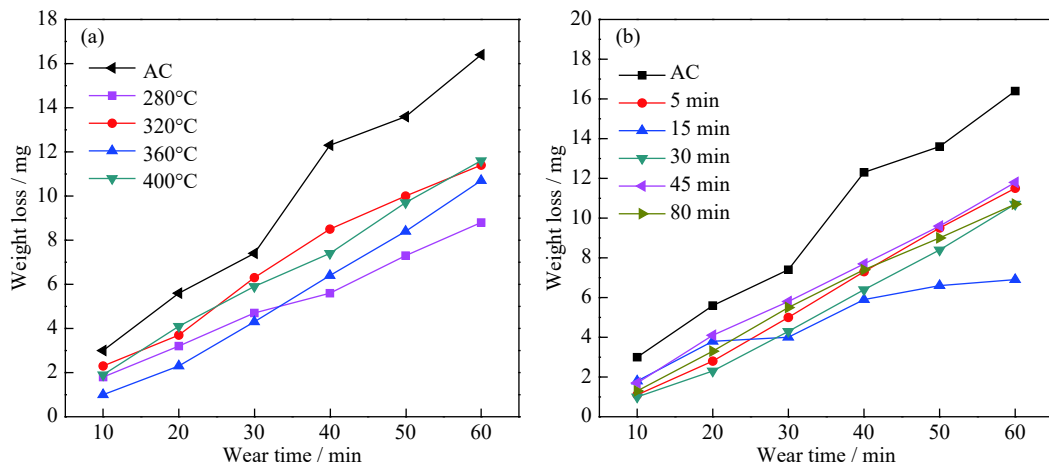 (a)
AC
280°C
320°C
360°C
400°C
18
16
14
12
10
8
6
4
2
0
Weight loss / mg
10 20 30 40 50 60
Wear time / min
(b)
AC
5 min
15 min
30 min
45 min
80 min
20
18
16
14
12
10
8
6
4
2
0
Weight loss / mg
10 20 30 40 50 60
Wear time / min